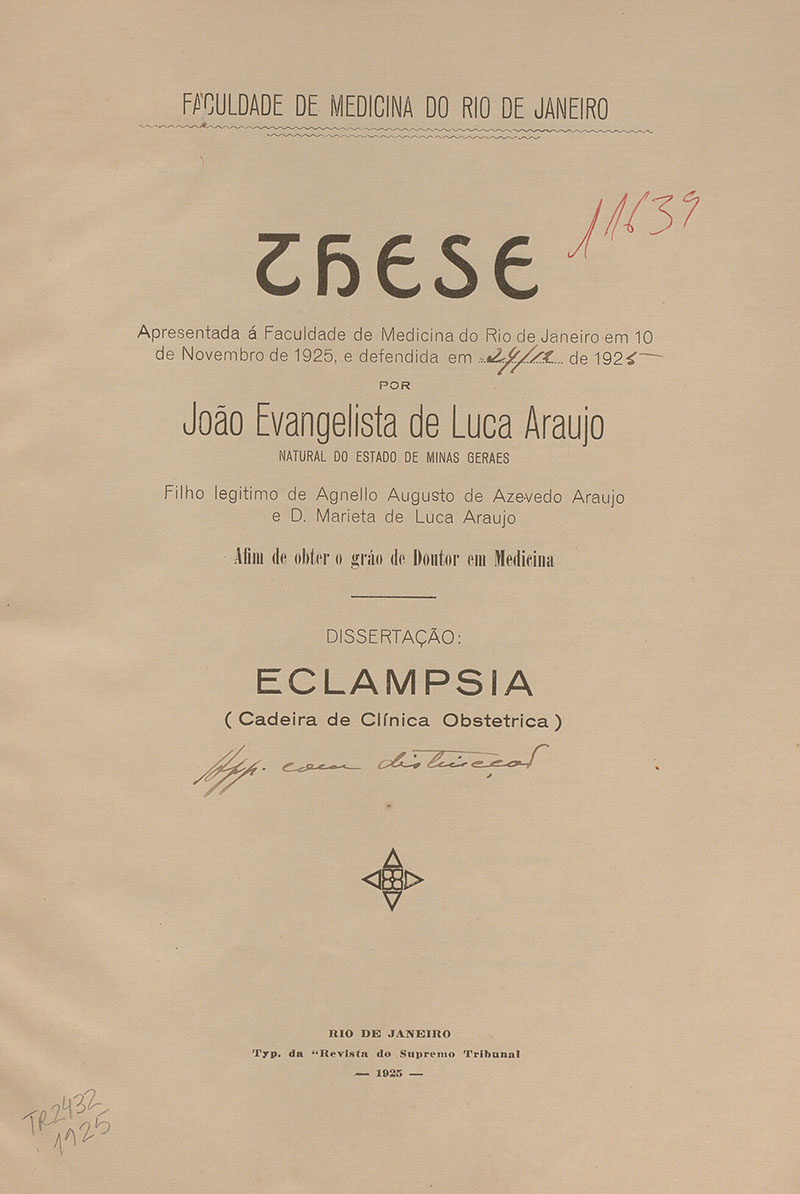 FACULDADE DE MEDICINA DO RIO DE JANEIRO
11639
THESE
Apresentada á Faculdade de Medicina do Rio de Janeiro em 10
de Novembro de 1925, e defendida em 24/12 de 1925
POR
João Evangelista de Luca Araujo
NATURAL DO ESTADO DE MINAS GERAES
Filho legitimo de Agnello Augusto de Azevedo Araujo
e D. Marieta de Luca Araujo
Afim de obter o gráo de Doutor em Medicina
DISSERTAÇÃO:
ECLAMPSIA
( Cadeira de Clínica Obstetrica )
App. com distincção
RIO DE JANEIRO
Typ. da “Revista do Supremo Tribunal
— 1925 —
TR2432
1925